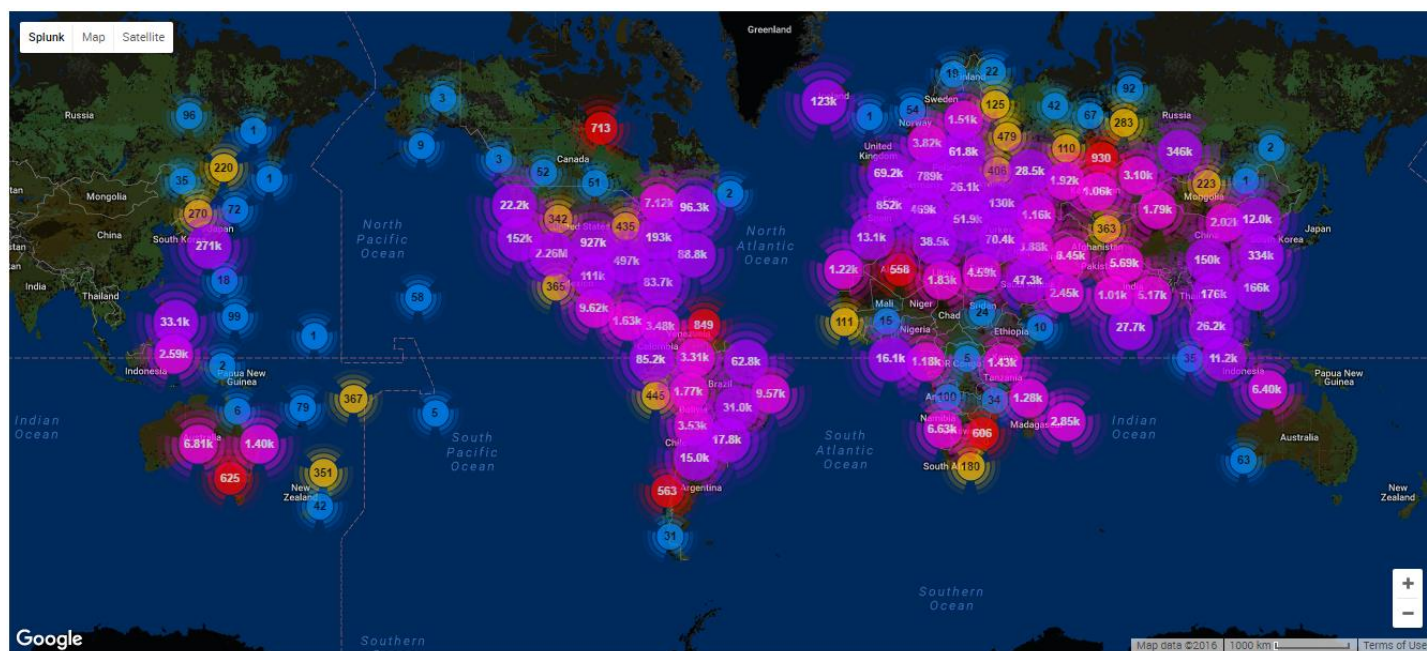 Splunk Map Satellite
Greenland
3
19 22
92
123k
54
Sweden
125
42
67
Russia
Russia
96
1
713
1
Norway
1.51k
283
9
3.82k
479
United
Kingdom
61.8k
110
930
346k
2
220
3
Canada
52
51
69.2k
789k
406
28.5k
1.92k
3.10k
35
1
2
26.1k
1.06k
223
1
Mongolia
Mongolia
22.2k
7.12k
96.3k
852k
469k
130k
1.79k
270
72
342
435
51.9k
1.16k
2.02k
12.0k
China
South Korea
Japan
North
Pacific
Ocean
North
Atlantic
Ocean
271k
152k
927k
193k
13.1k
38.5k
70.4k
363
Afghanistan
334k
Japan
2.26M
497k
88.8k
5.69k
150k
India
18
111k
83.7k
1.22k
558
1.83k
4.59k
47.3k
2.45k
1.01k
5.17k
176k
166k
Thailand
58
365
9.62k
Mali
Niger
Chad
Sudan
33.1k
99
1.63k
3.48k
849
111
15
Nigeria
24
Ethiopia
10
27.7k
26.2k
1
2.59k
Indonesia
2
Papua New
Guinea
85.2k
3.31k
62.8k
Brazil
16.1k
1.18k
5
1.43k
Tanzania
35
11.2k
Indonesia
Papua New
Guinea
6.40k
Indian
Ocean
6
79
367
5
445
1.77k
9.57k
31.0k
100
34
1.28k
Namibia
Madagascar
2.85k
Indian
Ocean
6.81k
1.40k
South
Pacific
Ocean
3.53k
17.8k
South
Atlantic
Ocean
6.63k
606
Australia
625
351
New
Zealand
15.0k
Argentina
180
63
New
Zealand
42
563
31
Southern
Ocean
+
−
Google
Southern
Map data ©2016 1000 km Terms of Use